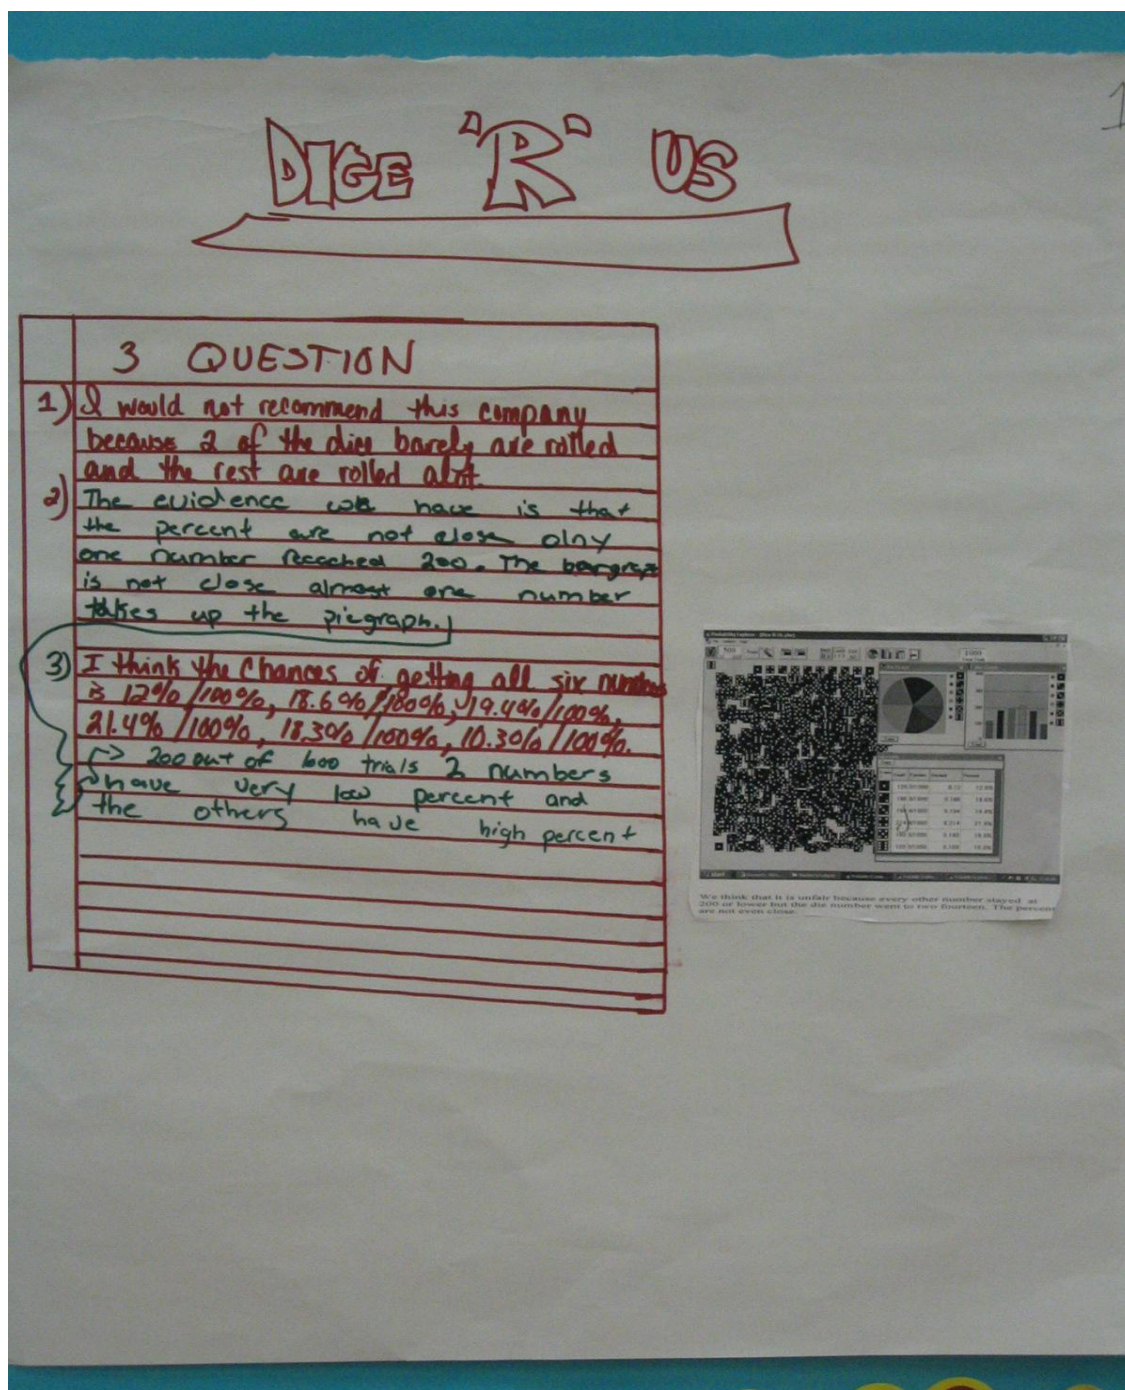 1
DICE "R" US
3 QUESTION
1) I would not recommend this company
because 2 of the dice barely are rolled
and the rest are rolled alot.
2) The evidence we have is that
the percent are not close olny
one number Reached 200. The bargraph
is not close almost one number
takes up the piegraph.
3) I think the Chances of getting all six numbers
is 12%/100%, 18.6%/100%, 19.4%/100%,
21.4%/100%, 18.3%/100%, 10.3%/100%.
200 out of 600 trials 2 numbers
have very low percent and
the others have high percent
We think that it is unfair because every other number stayed at
200 or lower but the die number went to two fourteen. The percent
are not even close.